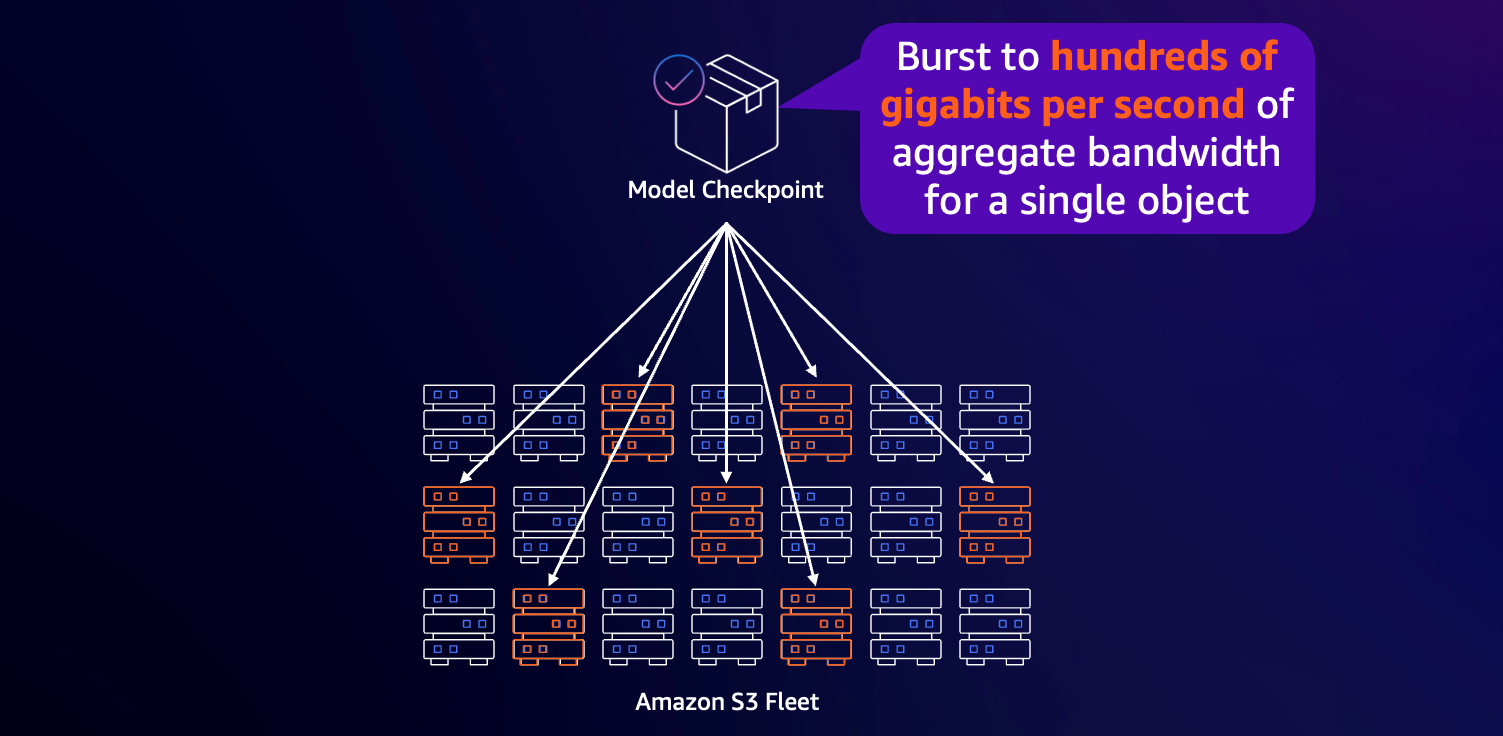 Burst to hundreds of
gigabits per second of
aggregate bandwidth
for a single object
Model Checkpoint
Amazon S3 Fleet